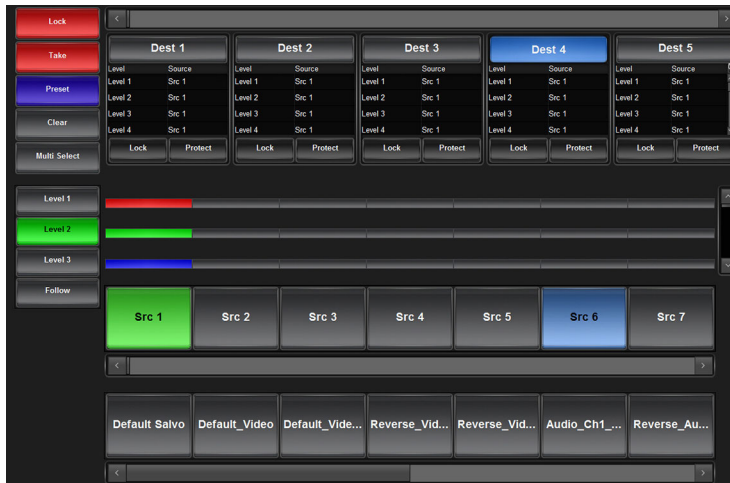 Lock
Take
Preset
Clear
Multi Select
Dest 1 Dest 2 Dest 3 Dest 4 Dest 5
Level Source Level Source Level Source Level Source Level Source
Level 1 Src 1 Level 1 Src 1 Level 1 Src 1 Level 1 Src 1 Level 1 Src 1
Level 2 Src 1 Level 2 Src 1 Level 2 Src 1 Level 2 Src 1 Level 2 Src 1
Level 3 Src 1 Level 3 Src 1 Level 3 Src 1 Level 3 Src 1 Level 3 Src 1
Level 4 Src 1 Level 4 Src 1 Level 4 Src 1 Level 4 Src 1 Level 4 Src 1
Lock Protect Lock Protect Lock Protect Lock Protect Lock Protect
Level 1
Level 2
Level 3
Follow
Src 1 Src 2 Src 3 Src 4 Src 5 Src 6 Src 7
Default Salvo Default_Video Default_Vide... Reverse_Vid... Reverse_Vid... Audio_Ch1_... Reverse_Au...